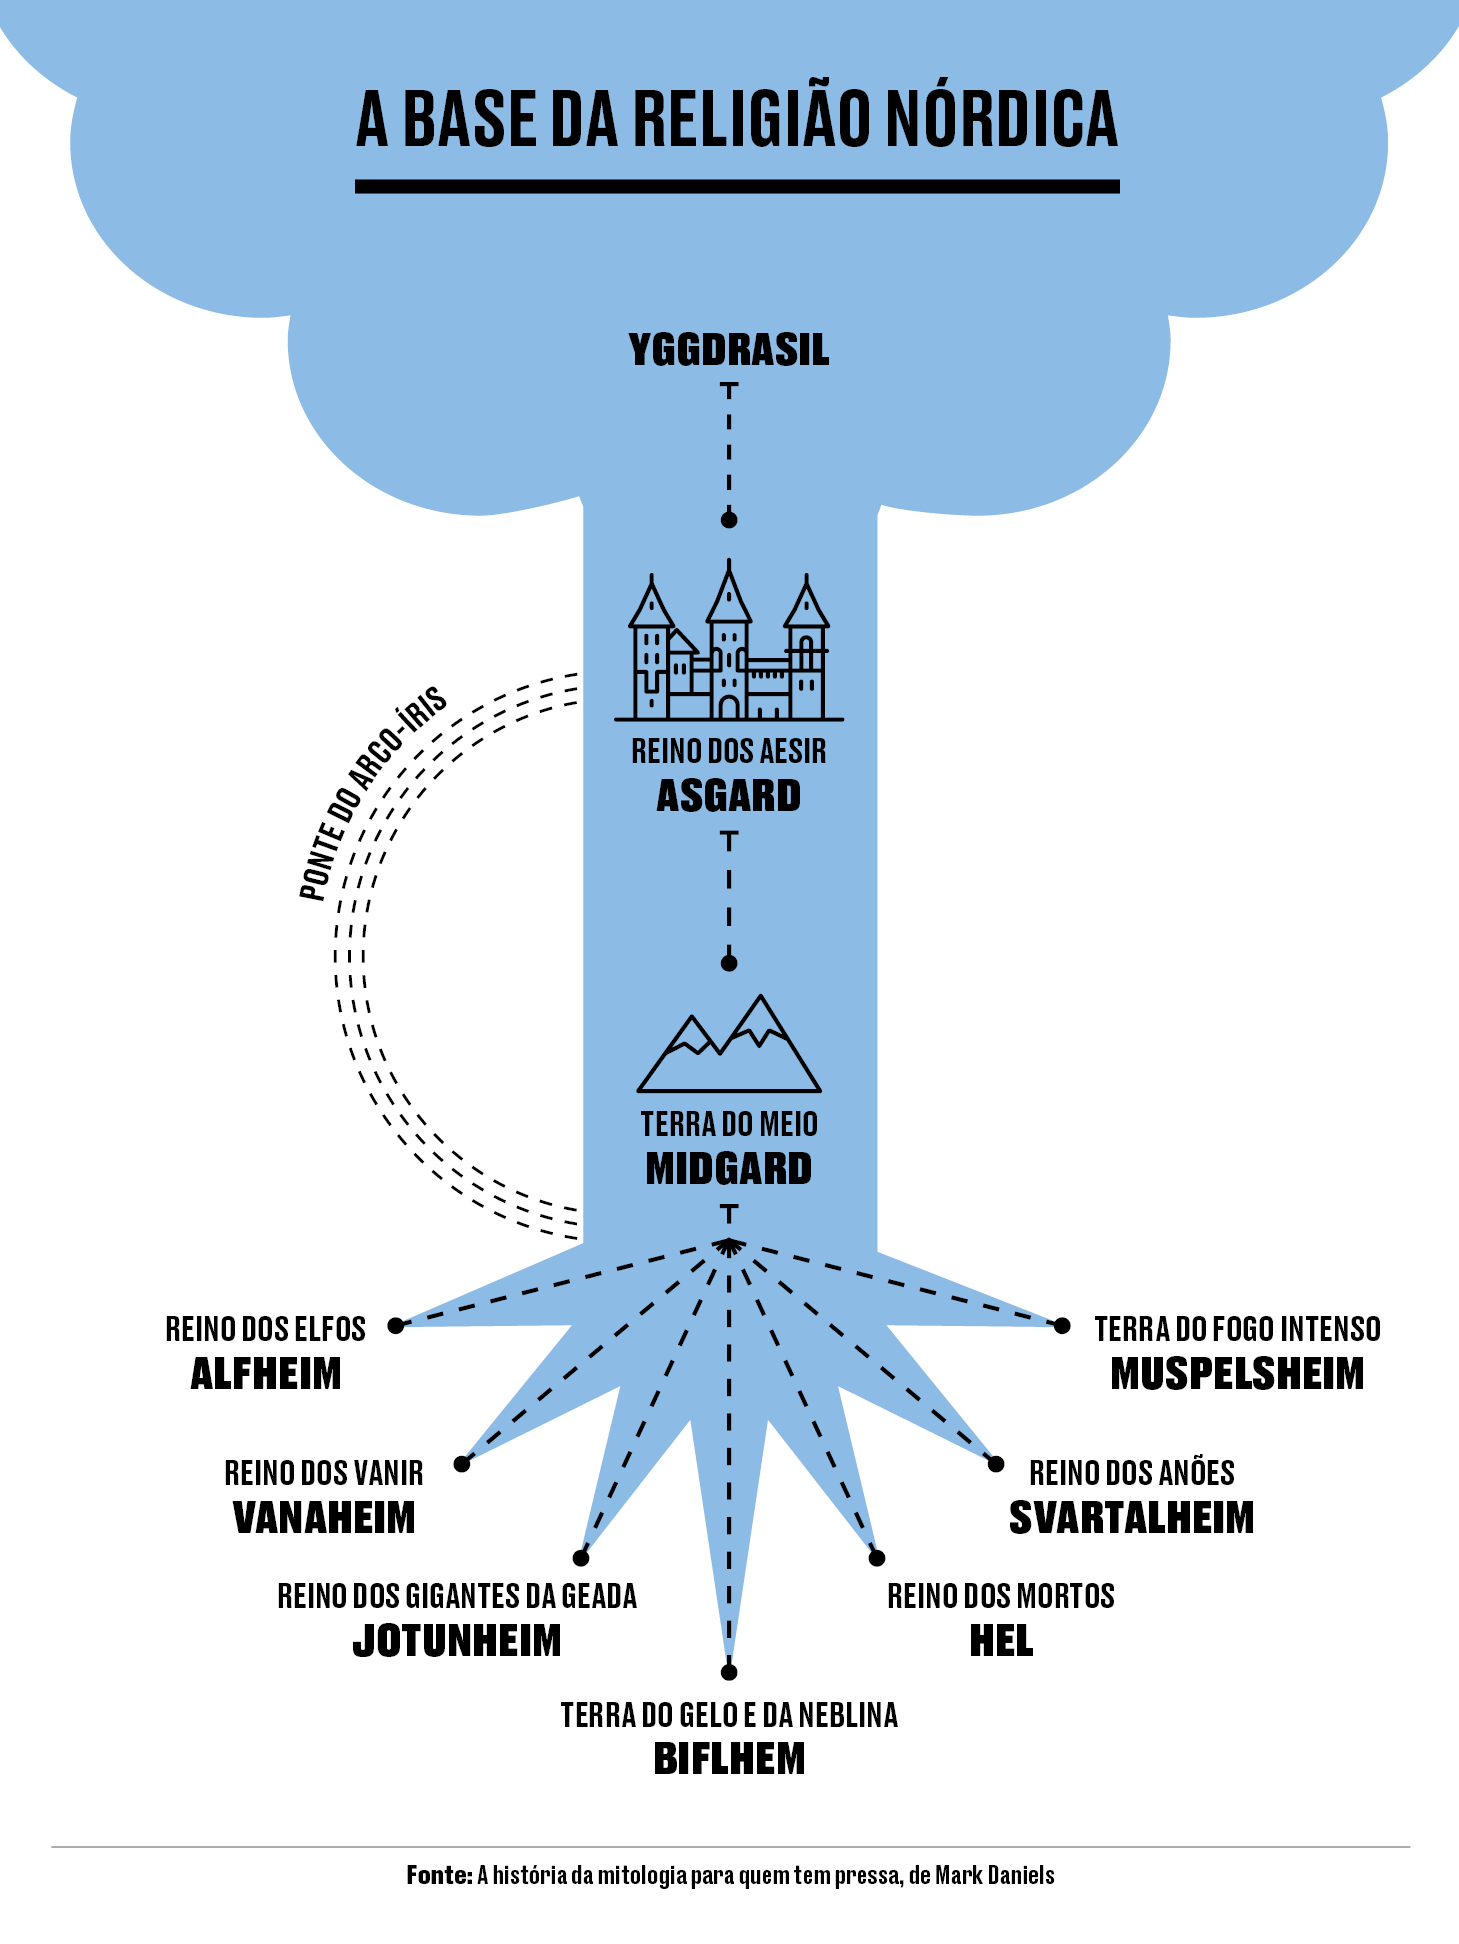 A BASE DA RELIGIÃO NÓRDICA
YGGDRASIL
REINO DOS AESIR
ASGARD
PONTE DO ARCO-ÍRIS
TERRA DO MEIO
MIDGARD
REINO DOS ELFOS
ALFHEIM
TERRA DO FOGO INTENSO
MUSPELSHEIM
REINO DOS VANIR
VANAHEIM
REINO DOS ANÕES
SVARTALHEIM
REINO DOS GIGANTES DA GEADA
JOTUNHEIM
REINO DOS MORTOS
HEL
TERRA DO GELO E DA NEBLINA
BIFLHEM
Fonte: A história da mitologia para quem tem pressa, de Mark Daniels